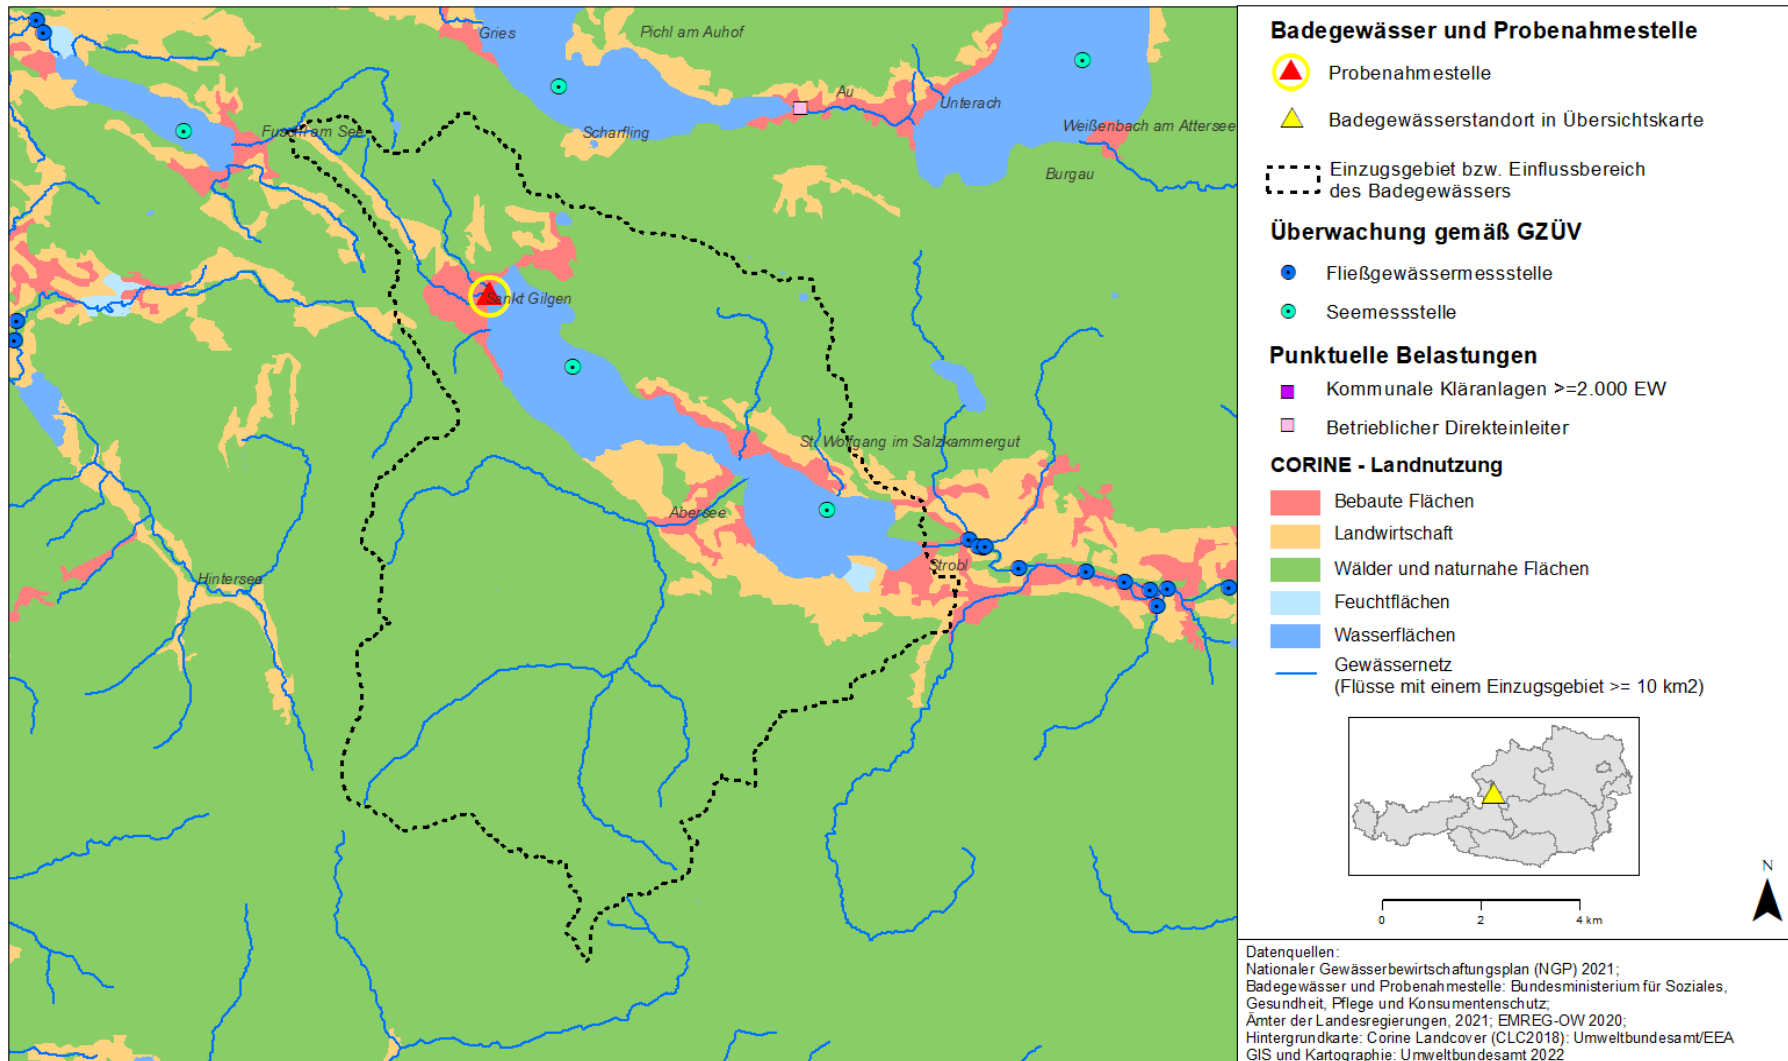 Gries
Pichl am Auhof
Au
Unterach
Fuschl am See
Scharfling
Weißenbach am Attersee
Burgau
Sankt Gilgen
St. Wolfgang im Salzkammergut
Abersee
Strobl
Hintersee
Badegewässer und Probenahmestelle
Probenahmestelle
Badegewässerstandort in Übersichtskarte
Einzugsgebiet bzw. Einflussbereich
des Badegewässers
Überwachung gemäß GZÜV
Fließgewässermessstelle
Seemessstelle
Punktuelle Belastungen
Kommunale Kläranlagen >=2.000 EW
Betrieblicher Direkteinleiter
CORINE - Landnutzung
Bebaute Flächen
Landwirtschaft
Wälder und naturnahe Flächen
Feuchtflächen
Wasserflächen
Gewässernetz
(Flüsse mit einem Einzugsgebiet >= 10 km2)
N
0 2 4 km
Datenquellen:
Nationaler Gewässerbewirtschaftungsplan (NGP) 2021;
Badegewässer und Probenahmestelle: Bundesministerium für Soziales,
Gesundheit, Pflege und Konsumentenschutz;
Ämter der Landesregierungen, 2021; EMREG-OW 2020;
Hintergrundkarte: Corine Landcover (CLC2018): Umweltbundesamt/EEA
GIS und Kartographie: Umweltbundesamt 2022